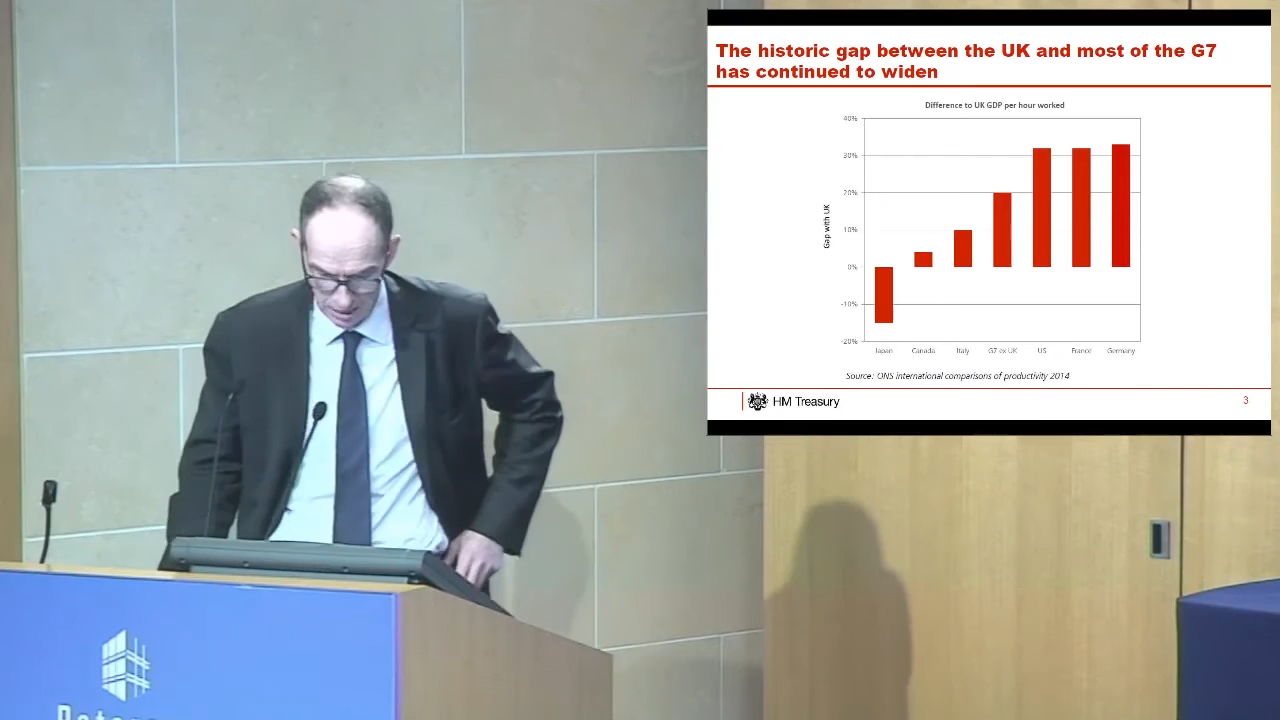 The historic gap between the UK and most of the G7
has continued to widen
Difference to UK GDP per hour worked
40%
30%
20%
10%
0%
-10%
-20%
Gap with UK
Japan Canada Italy G7 ex UK US France Germany
Source: ONS international comparisons of productivity 2014
HM Treasury
3